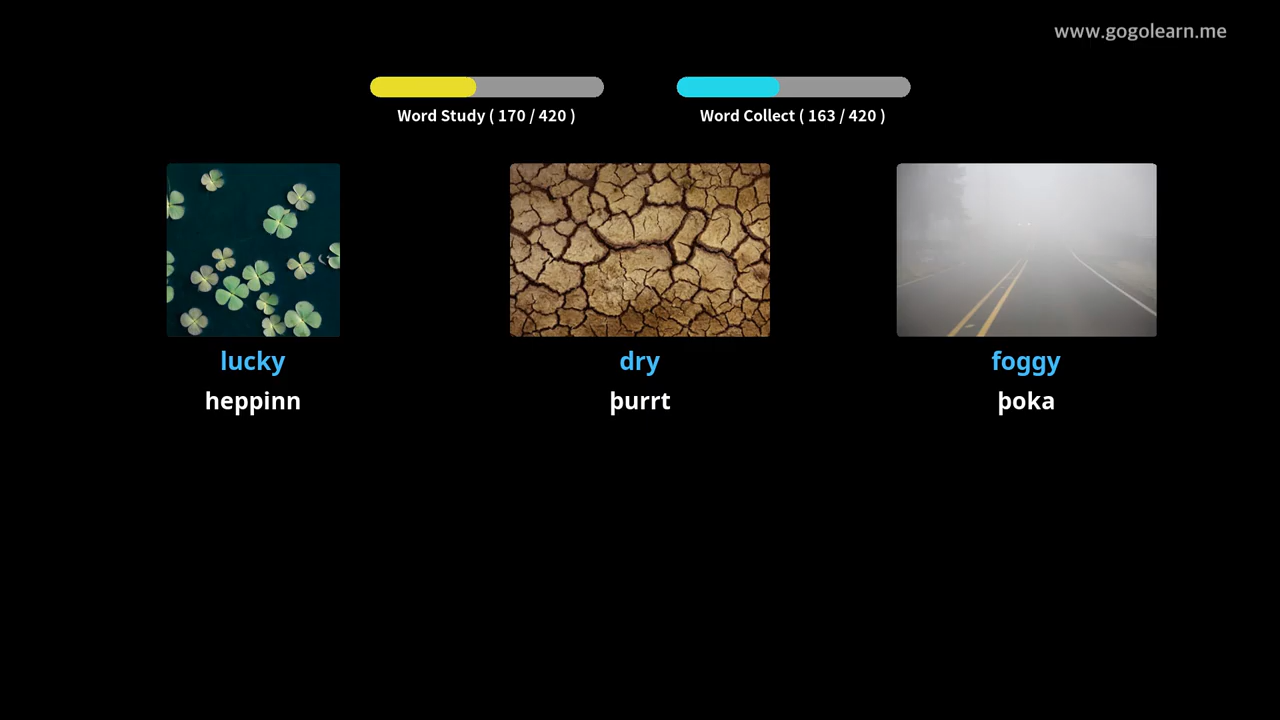 www.gogolearn.me
Word Study ( 170 / 420 )
Word Collect ( 163 / 420 )
lucky
dry
foggy
heppinn
þurrt
þoka